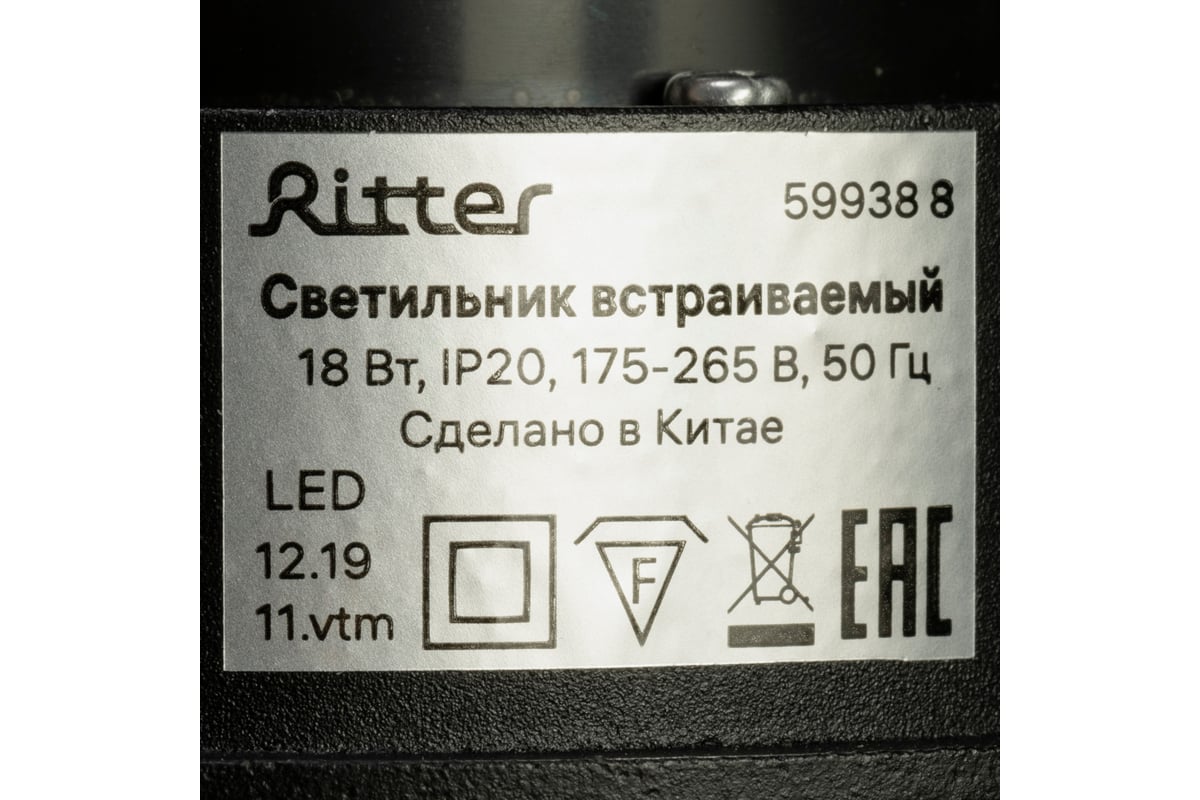 Ritter 59938 8
Светильник встраиваемый
18 Вт, IP20, 175-265 В, 50 Гц
Сделано в Китае
LED
12.19
11.vtm
F
EAC